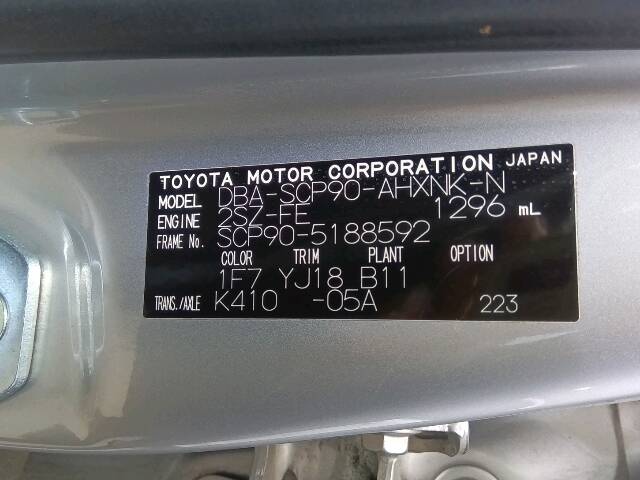 TOYOTA MOTOR CORPORATION JAPAN
MODEL DBA-SCP90-AHXNK-N
ENGINE 2SZ-FE 1296 mL
FRAME No. SCP90-5188592
COLOR TRIM PLANT OPTION
1F7 YJ18 B11
TRANS./AXLE K410 -05A 223